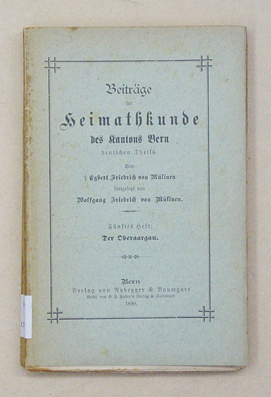 Beiträge
zur
Heimathkunde
des Kantons Bern
deutschen Theils
Von
† Egbert Friedrich von Mülinen
fortgesetzt von
Wolfgang Friedrich von Mülinen.
Fünftes Heft:
Der Oberaargau.
Bern
Verlag von Nydegger & Baumgart
1890.